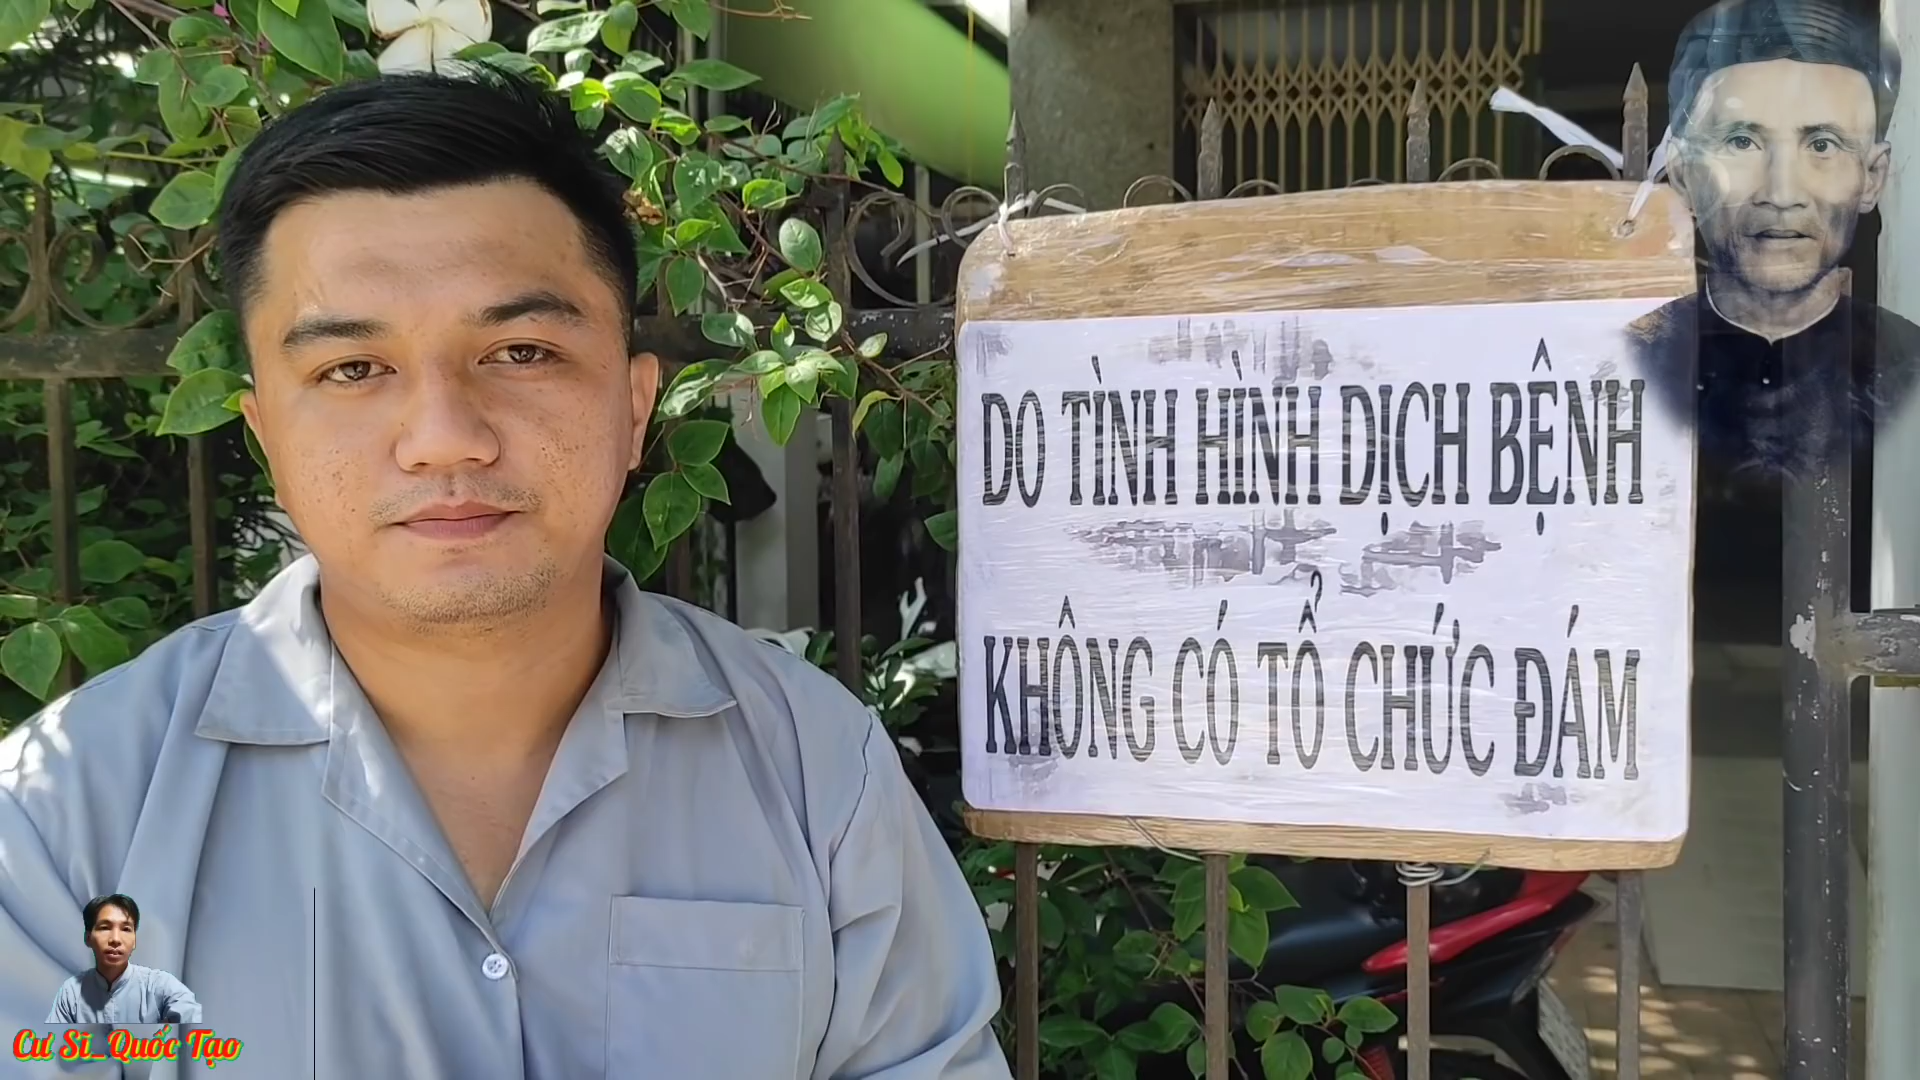 DO TÌNH HÌNH DỊCH BỆNH
KHÔNG CÓ TỔ CHỨC ĐÁM
Cư Sĩ_Quốc Tạo